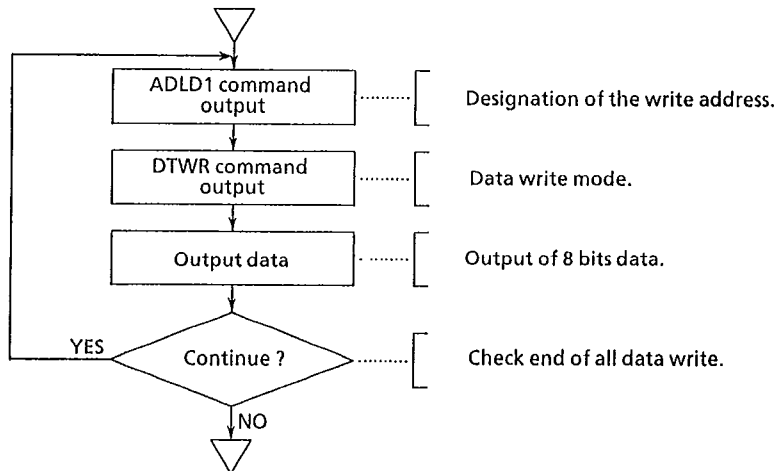 ADLD1 command
output
Designation of the write address.
DTWR command
output
Data write mode.
Output data
Output of 8 bits data.
YES
Continue ?
Check end of all data write.
NO